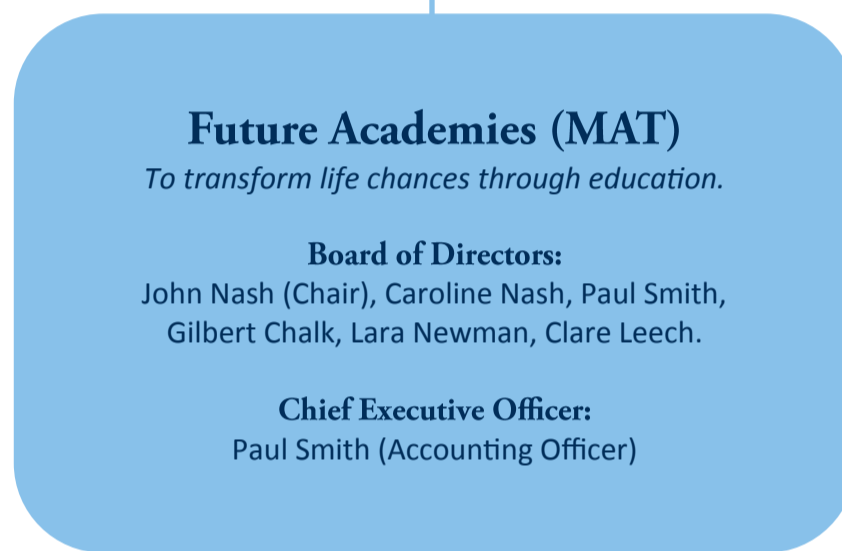 Future Academies (MAT)
To transform life chances through education.
Board of Directors:
John Nash (Chair), Caroline Nash, Paul Smith,
Gilbert Chalk, Lara Newman, Clare Leech.
Chief Executive Officer:
Paul Smith (Accounting Officer)